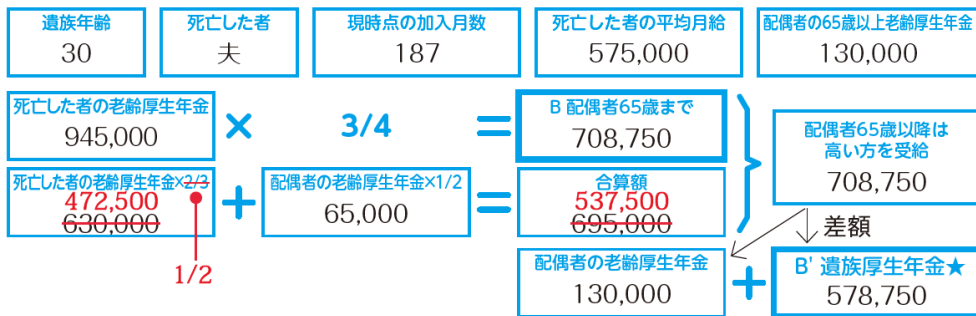 遺族年齢
30
死亡した者
夫
現時点の加入月数
187
死亡した者の平均月給
575,000
配偶者の65歳以上老齢厚生年金
130,000
死亡した者の老齢厚生年金
945,000
×
3/4
=
B 配偶者65歳まで
708,750
配偶者65歳以降は
高い方を受給
708,750
死亡した者の老齢厚生年金×2/3
472,500
630,000
1/2
+
配偶者の老齢厚生年金×1/2
65,000
=
合算額
537,500
695,000
差額
配偶者の老齢厚生年金
130,000
+
B' 遺族厚生年金★
578,750